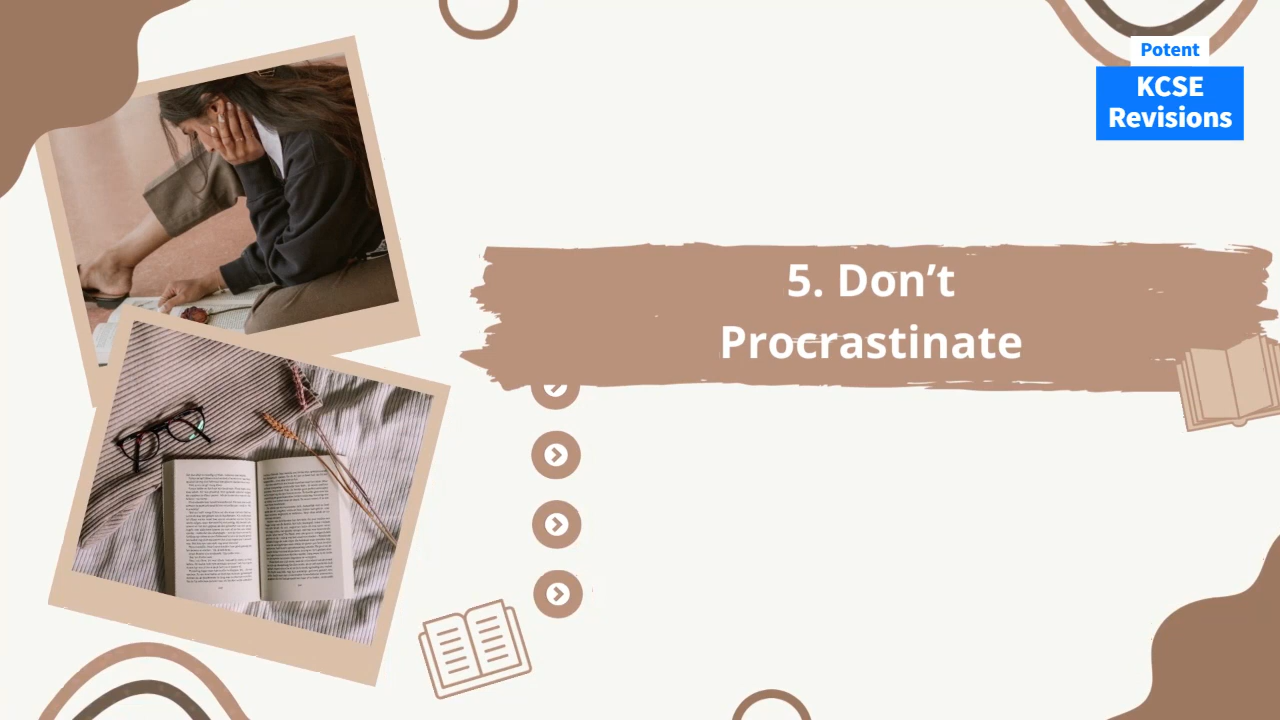 Potent
KCSE
Revisions
5. Don’t
Procrastinate